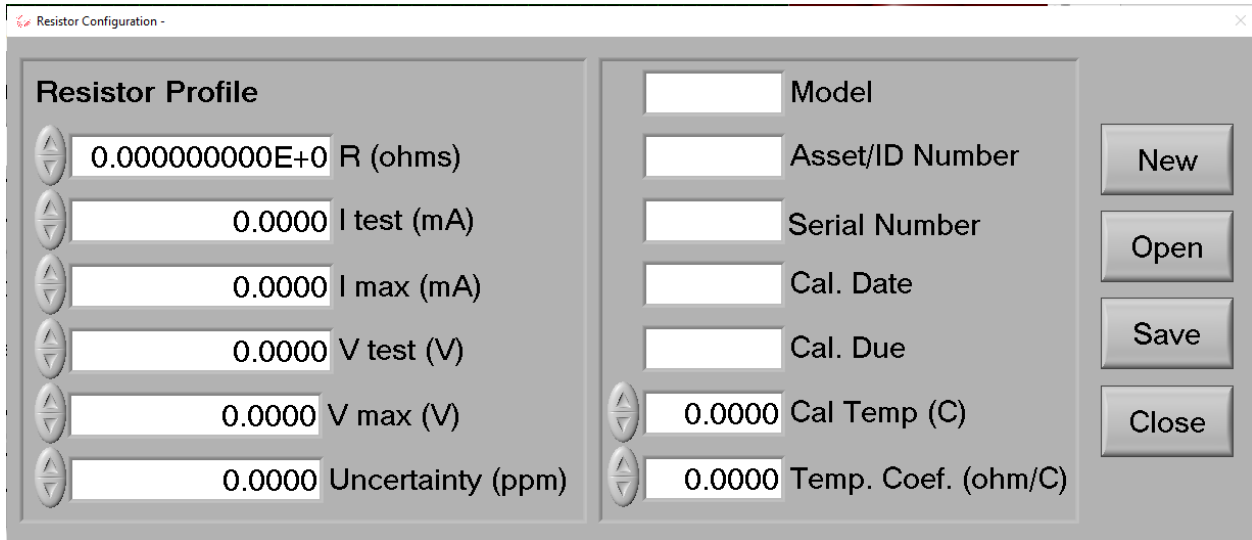 Resistor Configuration -
Resistor Profile
0.000000000E+0 R (ohms)
0.0000 I test (mA)
0.0000 I max (mA)
0.0000 V test (V)
0.0000 V max (V)
0.0000 Uncertainty (ppm)
Model
Asset/ID Number
Serial Number
Cal. Date
Cal. Due
0.0000 Cal Temp (C)
0.0000 Temp. Coef. (ohm/C)
New
Open
Save
Close